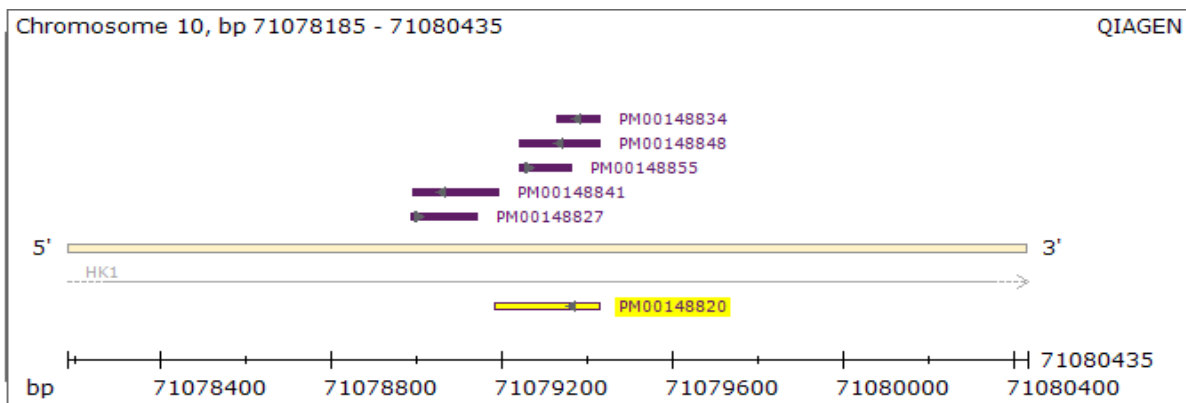 Chromosome 10, bp 71078185 - 71080435 QIAGEN
PM00148834
PM00148848
PM00148855
PM00148841
PM00148827
5' 3'
HK1
PM00148820
71080435
bp 71078400 71078800 71079200 71079600 71080000 71080400